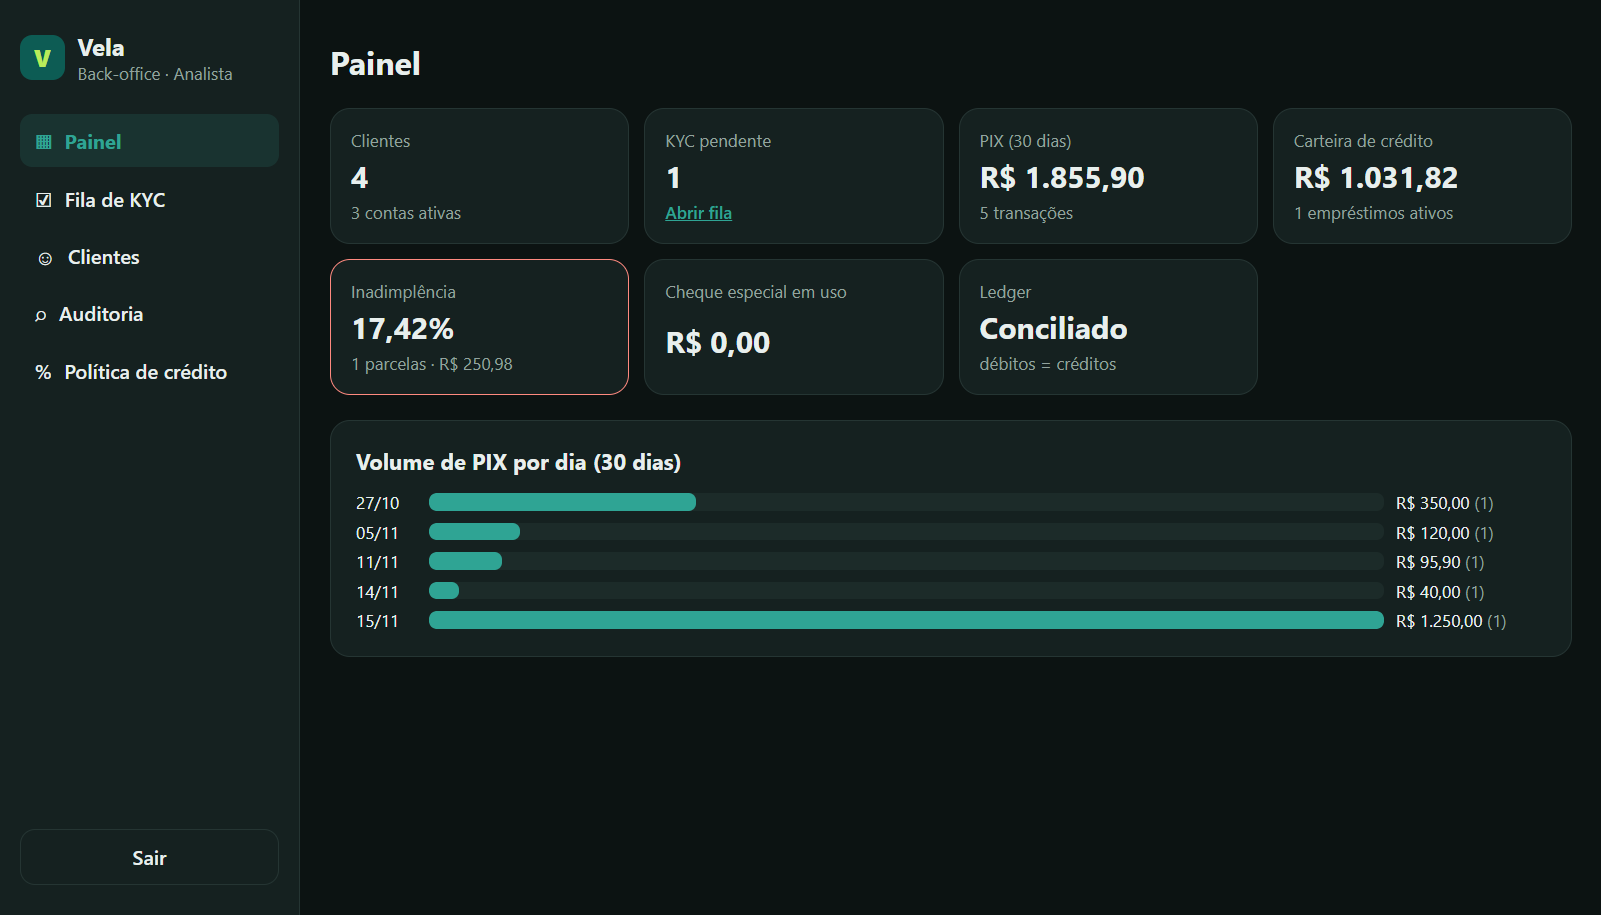 V
Vela
Back-office · Analista
Painel
Fila de KYC
Clientes
Auditoria
% Política de crédito
Sair
Painel
Clientes
4
3 contas ativas
KYC pendente
1
Abrir fila
PIX (30 dias)
R$ 1.855,90
5 transações
Carteira de crédito
R$ 1.031,82
1 empréstimos ativos
Inadimplência
17,42%
1 parcelas · R$ 250,98
Cheque especial em uso
R$ 0,00
Ledger
Conciliado
débitos = créditos
Volume de PIX por dia (30 dias)
27/10 R$ 350,00 (1)
05/11 R$ 120,00 (1)
11/11 R$ 95,90 (1)
14/11 R$ 40,00 (1)
15/11 R$ 1.250,00 (1)